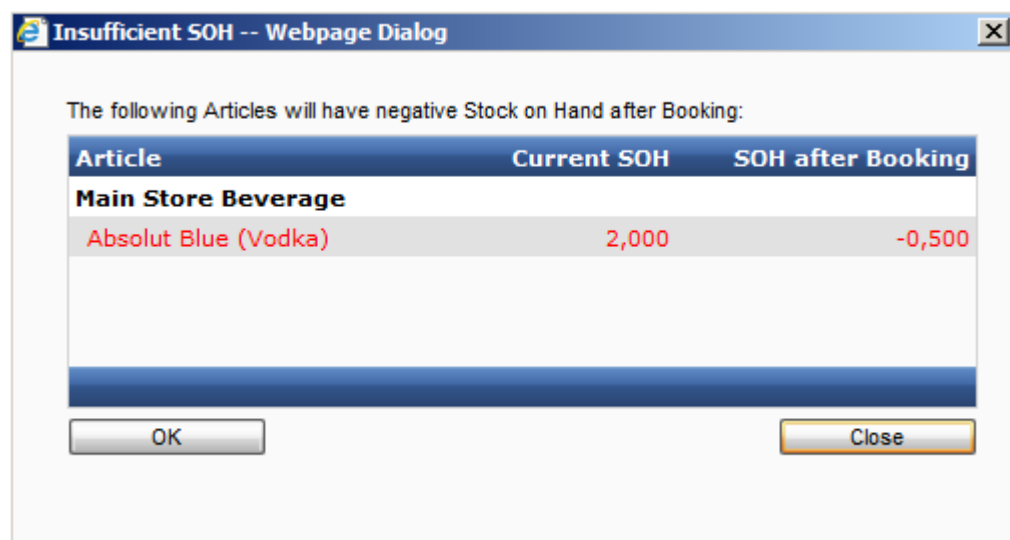 Insufficient SOH -- Webpage Dialog
The following Articles will have negative Stock on Hand after Booking:
Article Current SOH SOH after Booking
Main Store Beverage
Absolut Blue (Vodka) 2,000 -0,500
OK Close